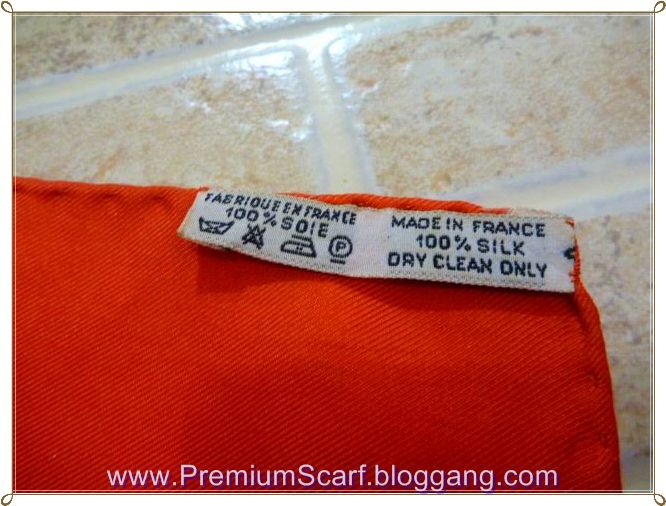 FABRIQUE EN FRANCE
100% SOIE
MADE IN FRANCE
100% SILK
DRY CLEAN ONLY
www.PremiumScarf.bloggang.com